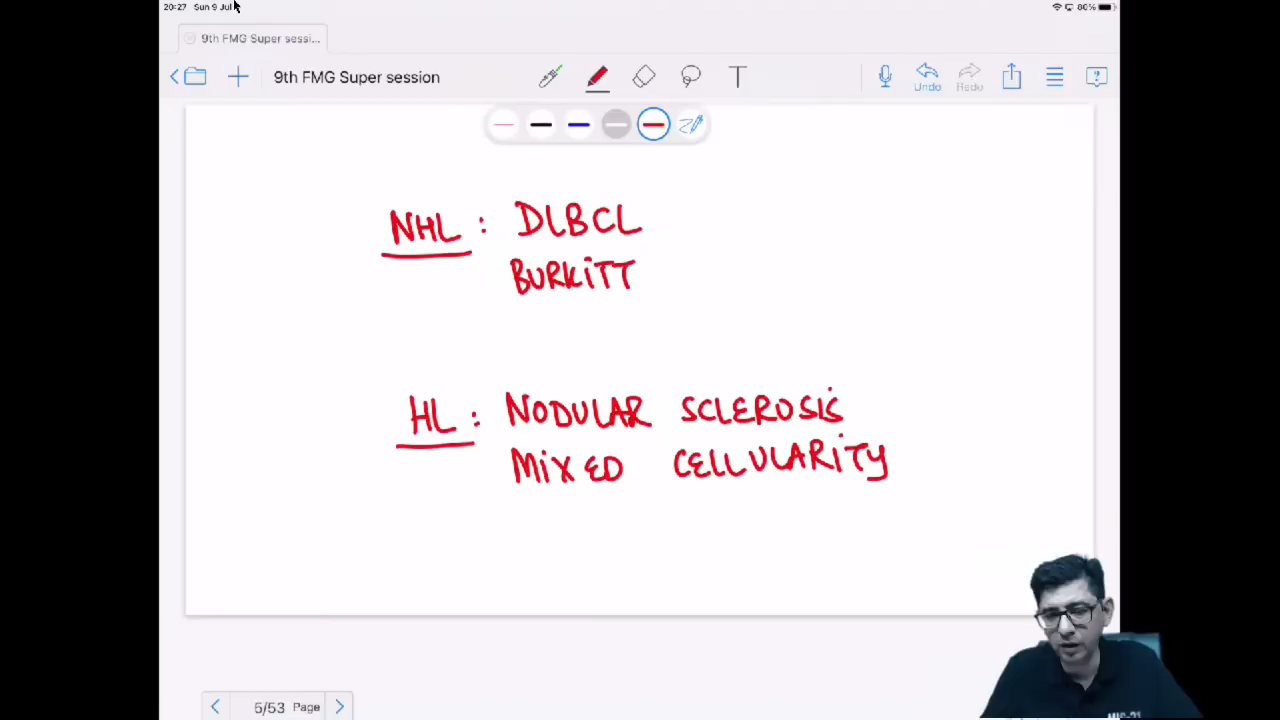 20:27 Sun 9 Jul
80%
9th FMG Super sessi...
9th FMG Super session
T
Undo
Redo
NHL : DLBCL
BURKITT
HL : NODULAR SCLEROSIS
MIXED CELLULARITY
5/53 Page